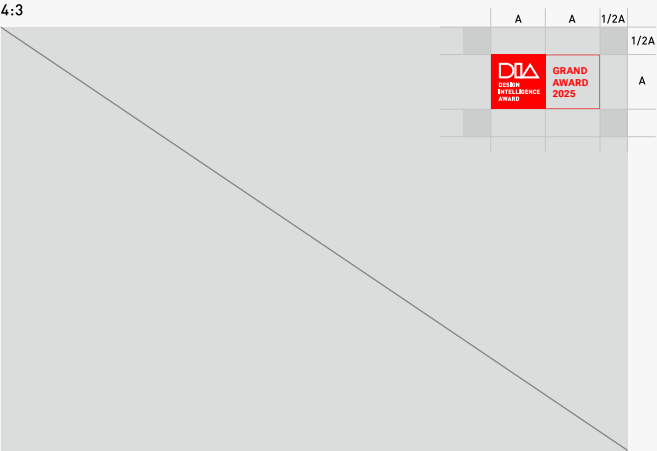 4:3
A A 1/2A
1/2A
A
DIA
DESIGN
INTELLIGENCE
AWARD
GRAND
AWARD
2025